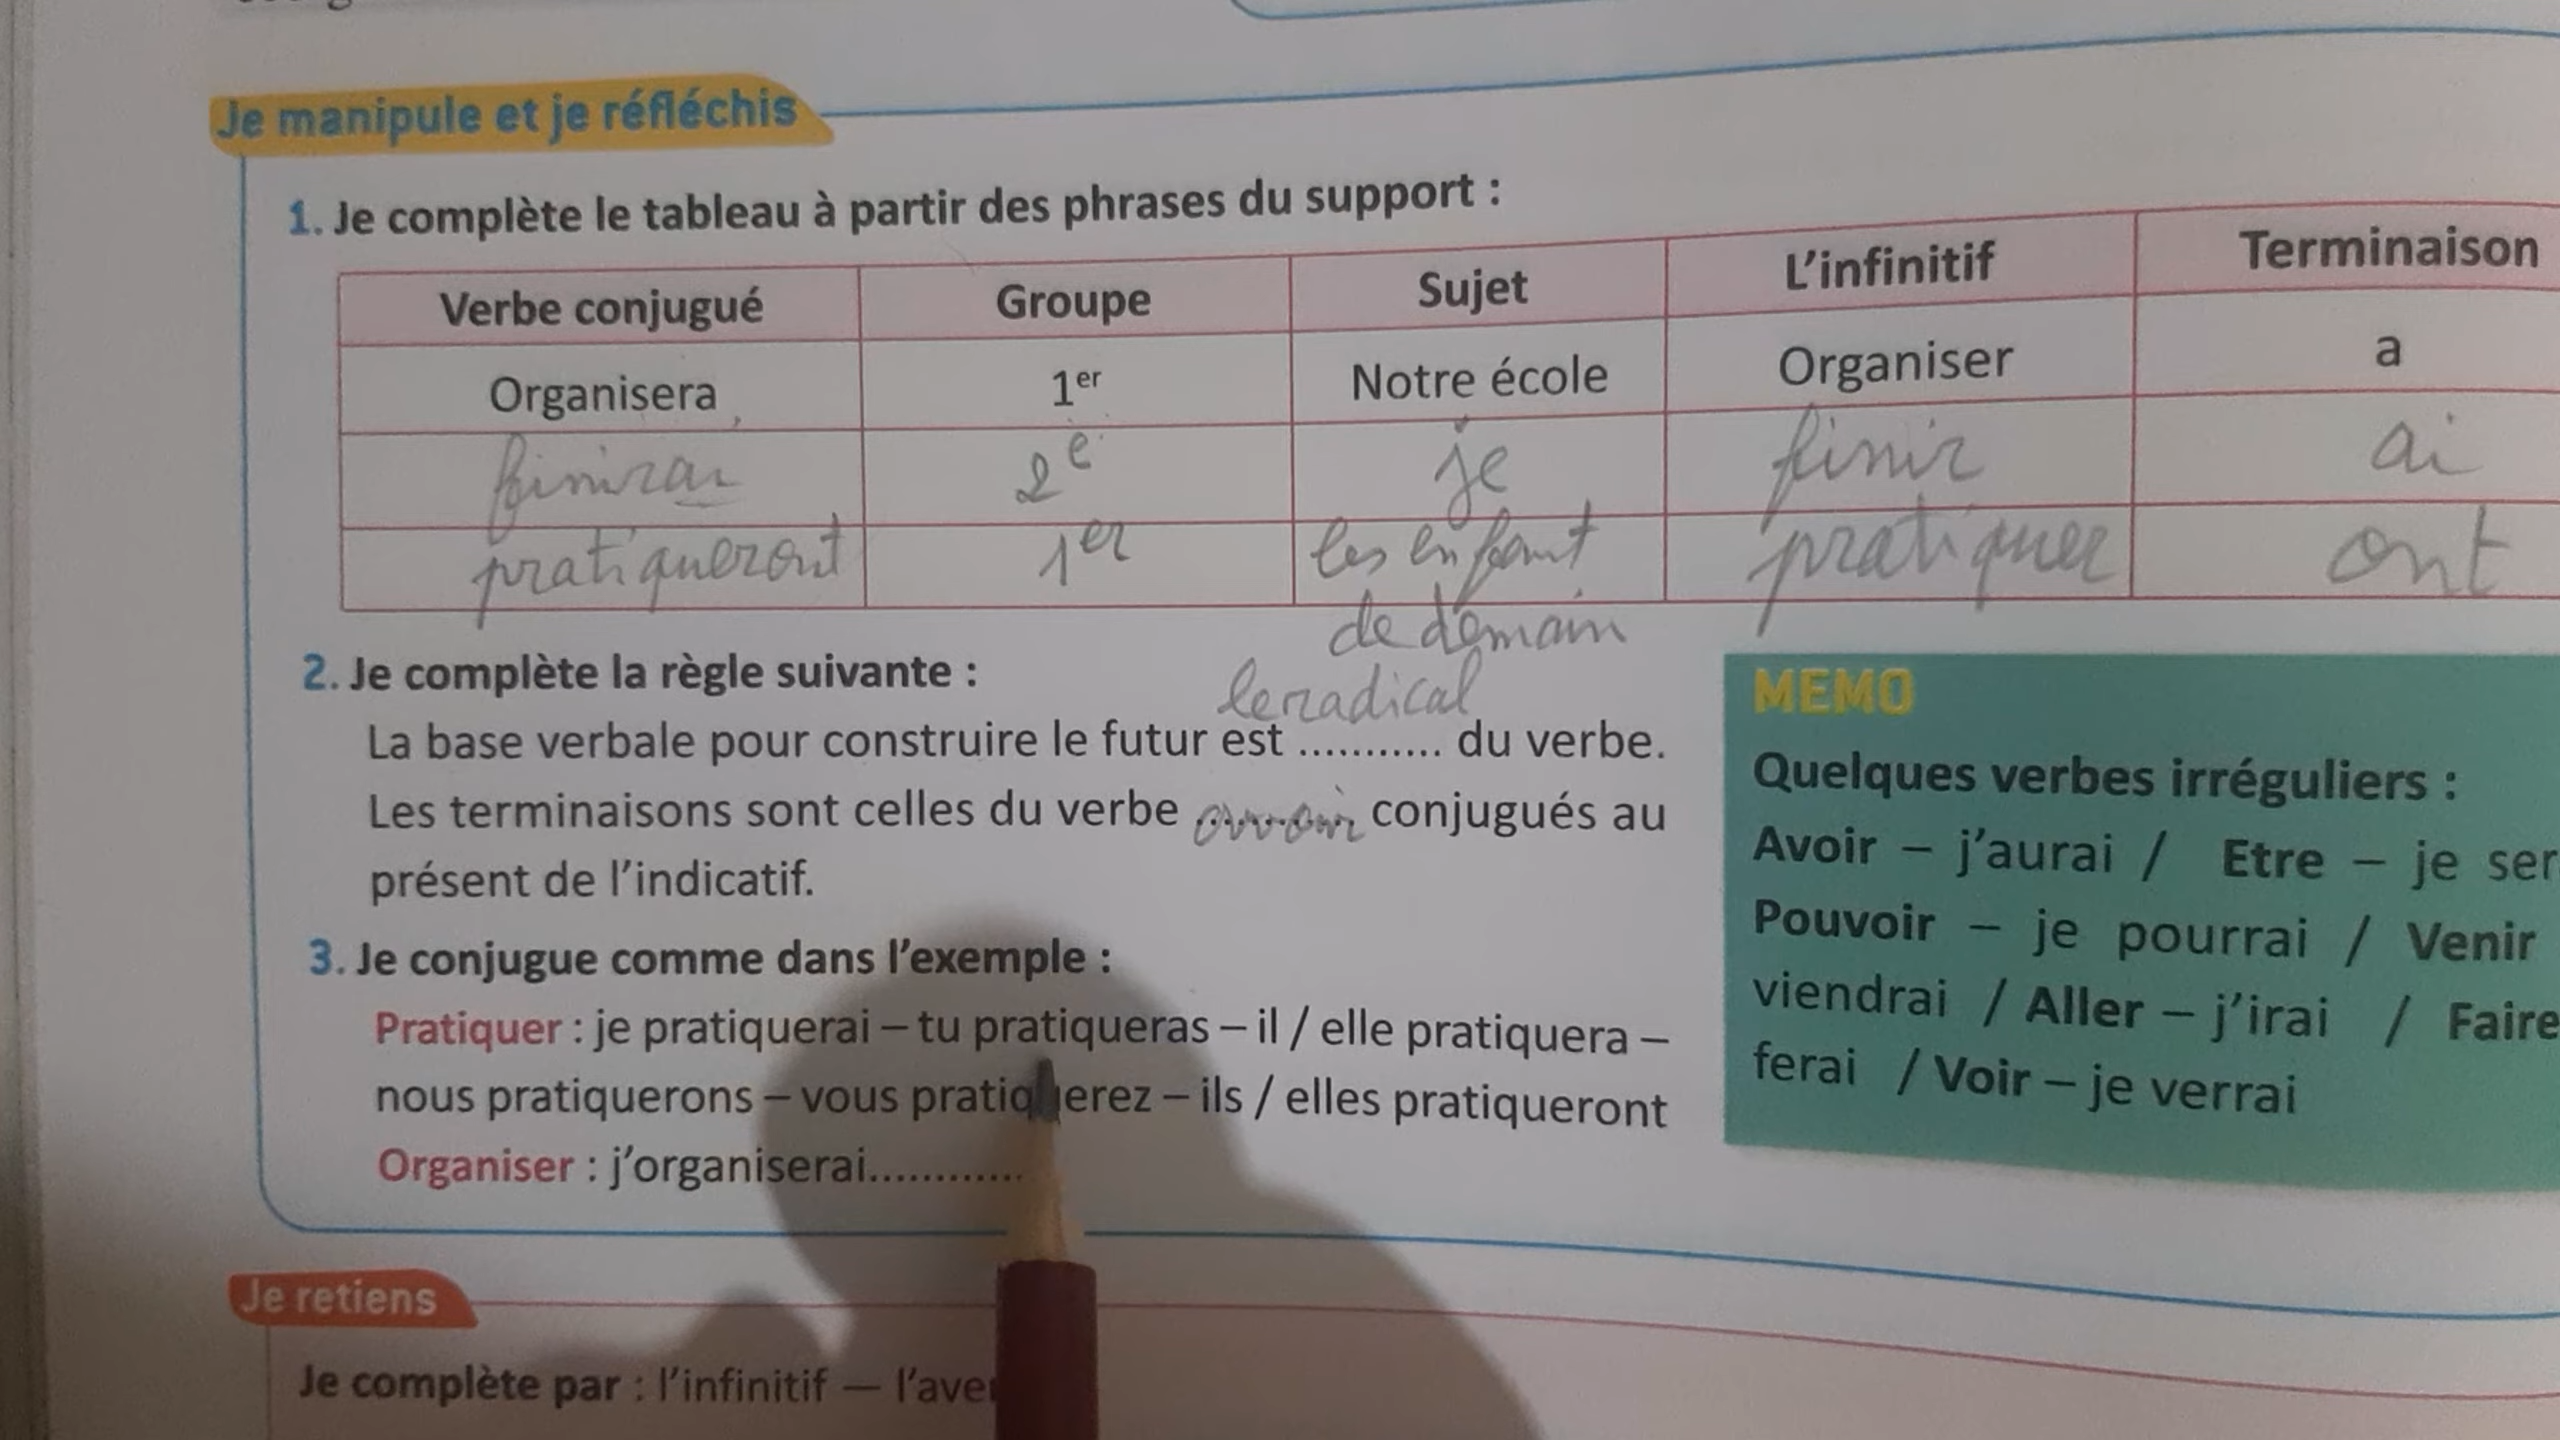 Je manipule et je réfléchis
1. Je complète le tableau à partir des phrases du support :
Verbe conjugué Groupe Sujet L'infinitif Terminaison
Organisera 1er Notre école Organiser a
finirai 2e je finir ai
pratiqueront 1er les enfant pratiquer ont
de demain
2. Je complète la règle suivante :
le radical
La base verbale pour construire le futur est ........... du verbe.
Les terminaisons sont celles du verbe avoir conjugués au
présent de l'indicatif.
3. Je conjugue comme dans l'exemple :
Pratiquer : je pratiquerai – tu pratiqueras – il / elle pratiquera –
nous pratiquerons – vous pratiquerez – ils / elles pratiqueront
Organiser : j'organiserai............
MEMO
Quelques verbes irréguliers :
Avoir – j'aurai / Etre – je
Pouvoir – je pourrai / Venir
viendrai / Aller – j'irai / Faire
ferai / Voir – je verrai
Je retiens
Je complète par : l'infinitif —